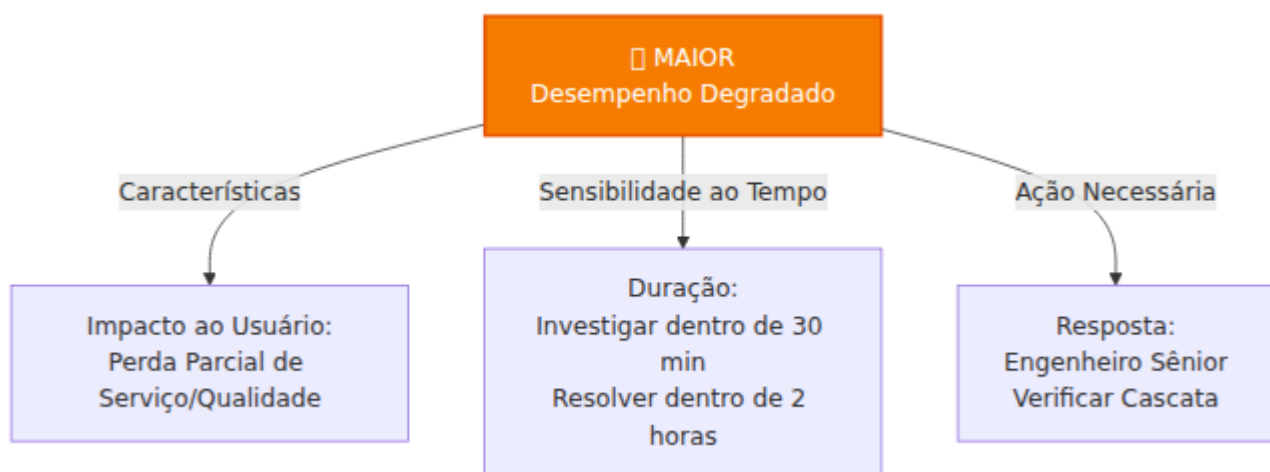 MAIOR
Desempenho Degradado
Características
Sensibilidade ao Tempo
Ação Necessária
Impacto ao Usuário:
Perda Parcial de
Serviço/Qualidade
Duração:
Investigar dentro de 30
min
Resolver dentro de 2
horas
Resposta:
Engenheiro Sênior
Verificar Cascata